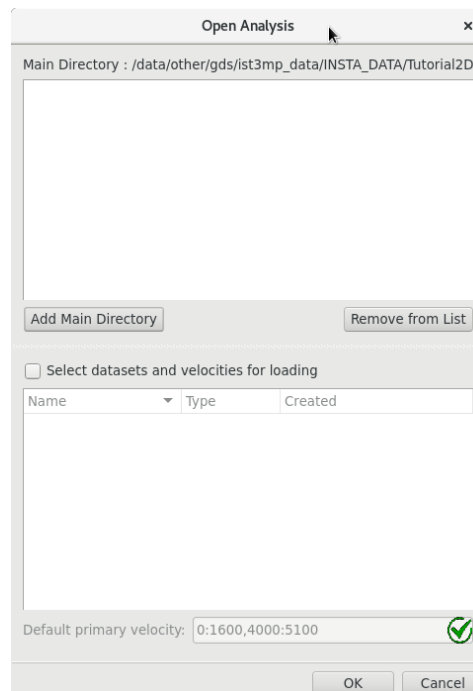 Open Analysis
×
Main Directory : /data/other/gds/ist3mp_data/INSTA_DATA/Tutorial2D
Add Main Directory Remove from List
Select datasets and velocities for loading
Name Type Created
Default primary velocity: 0:1600,4000:5100
OK Cancel